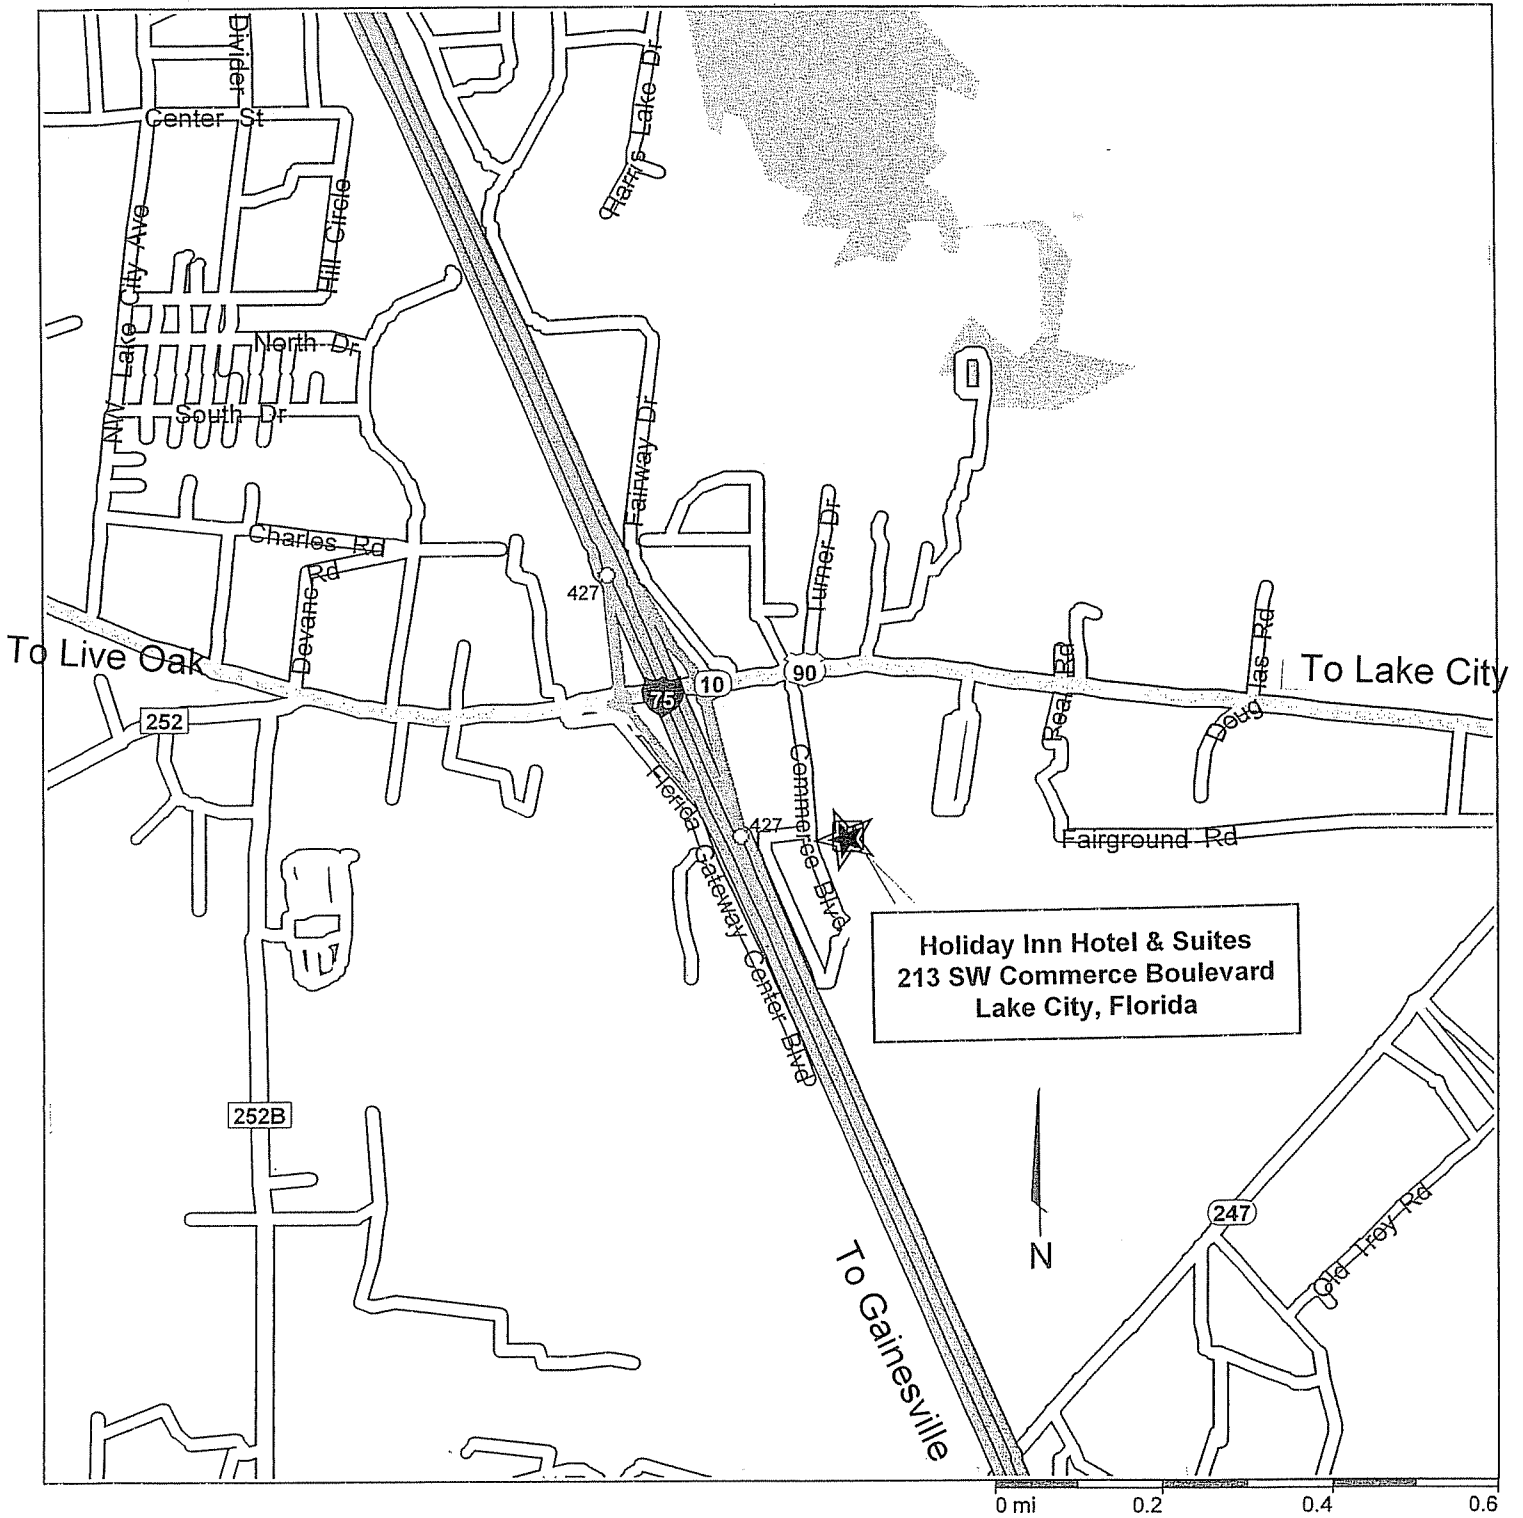 Divider
Center St
Harris Lake Dr
Hill Circle
NW Lake City Ave
North Dr
South Dr
Fairway Dr
Charles Rd
Turner Dr
Rd
Devane
427
To Live Oak
To Lake City
75
10
90
252
Pearl Rd
Doug las Rd
Commerce Blvd
Florida Gateway Center Blvd
427
Fairground Rd
Holiday Inn Hotel & Suites
213 SW Commerce Boulevard
Lake City, Florida
252B
N
247
Old Troy Rd
To Gainesville
0 mi 0.2 0.4 0.6